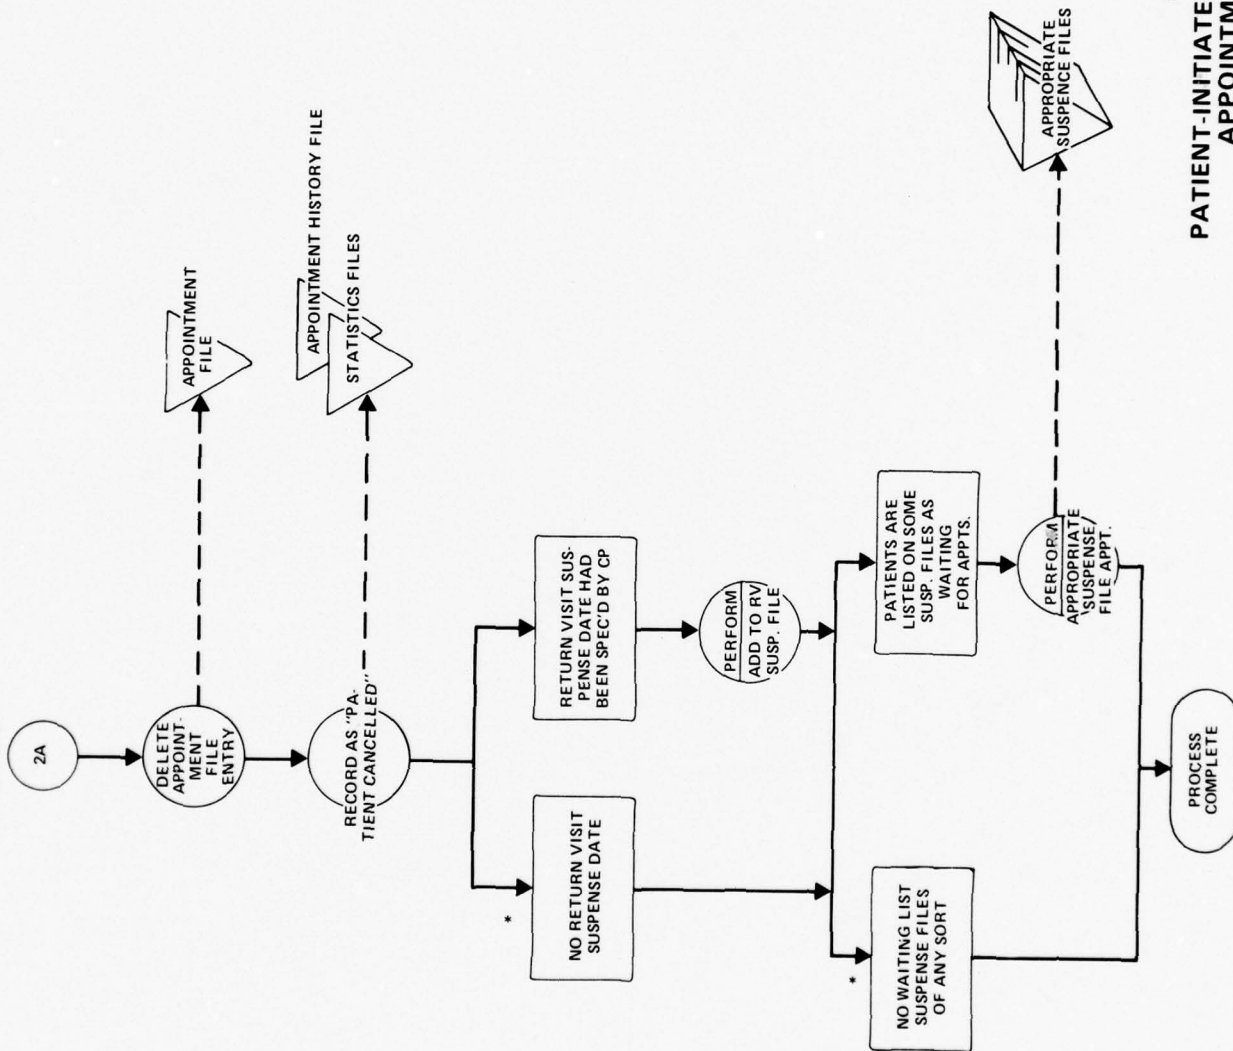 2A
DELETE
APPOINT-
MENT
FILE
ENTRY
APPOINTMENT
FILE
RECORD AS "PA-
TIENT CANCELLED"
APPOINTMENT HISTORY FILE
STATISTICS FILES
*
NO RETURN VISIT
SUSPENSE DATE
RETURN VISIT SUS-
PENSE DATE HAD
BEEN SPEC'D BY CP
PERFORM
ADD TO RV
SUSP. FILE
*
NO WAITING LIST
SUSPENSE FILES
OF ANY SORT
PATIENTS ARE
LISTED ON SOME
SUSP. FILES AS
WAITING
FOR APPTS.
PERFORM
APPROPRIATE
SUSPENSE
FILE APPT.
APPROPRIATE
SUSPENCE FILES
PROCESS
COMPLETE
PATIENT-INITIATE
APPOINTM